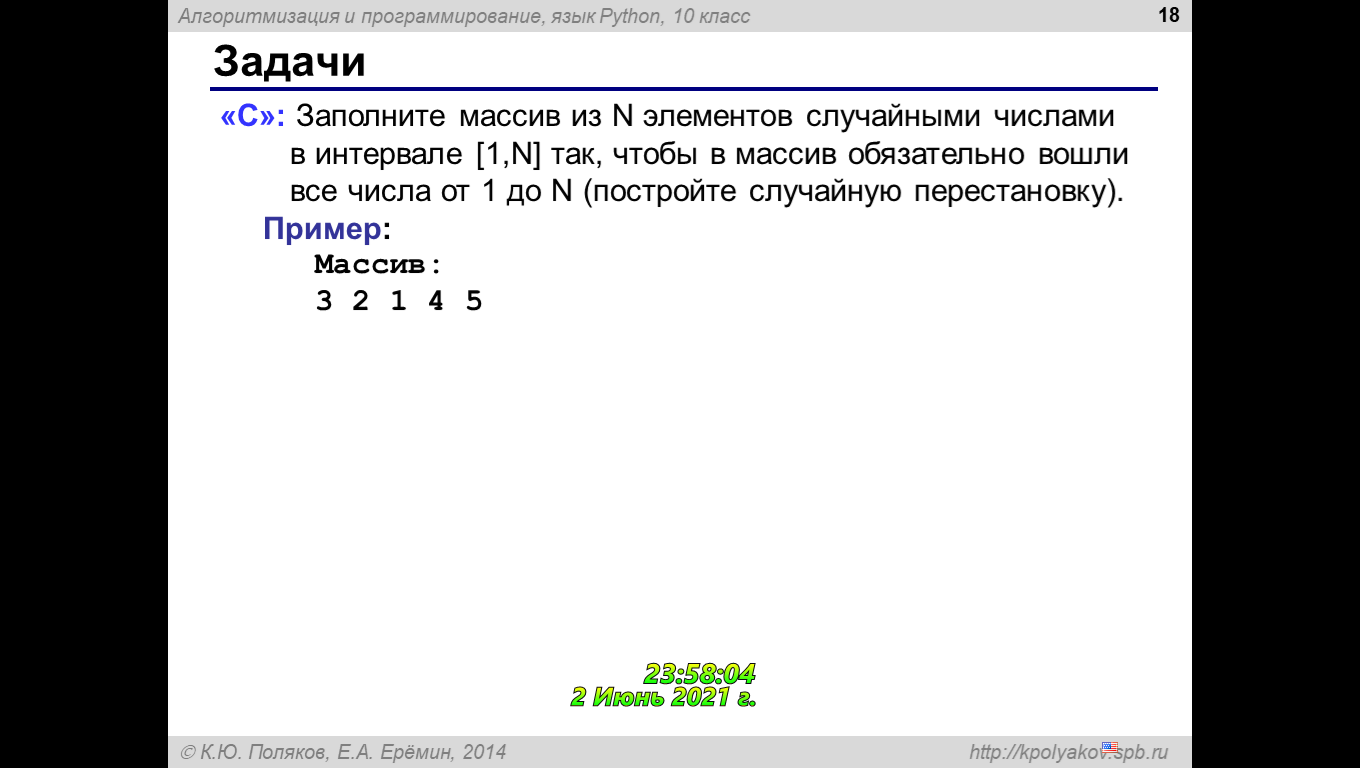 Алгоритмизация и программирование, язык Python, 10 класс
18
Задачи
«C»: Заполните массив из N элементов случайными числами
в интервале [1,N] так, чтобы в массив обязательно вошли
все числа от 1 до N (постройте случайную перестановку).
Пример:
Массив:
3 2 1 4 5
23:58:04
2 Июнь 2021 г.
© К.Ю. Поляков, Е.А. Ерёмин, 2014
http://kpolyakov.spb.ru